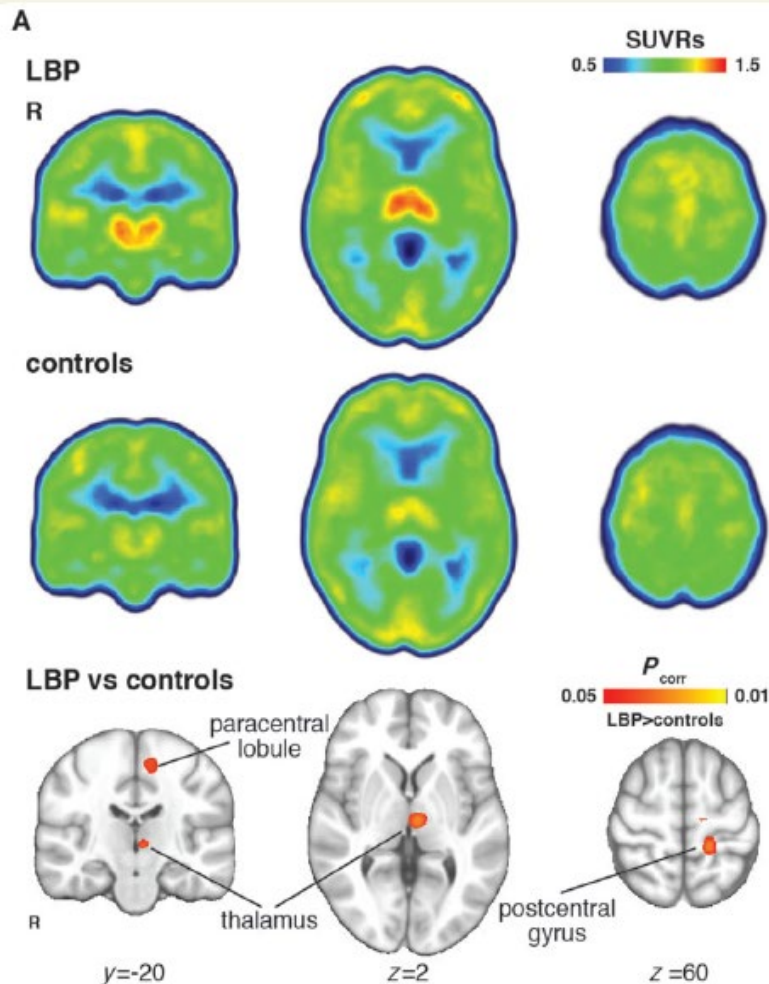 A
LBP
R
SUVRs
0.5 1.5
controls
LBP vs controls
P corr
0.05 0.01
LBP>controls
paracentral
lobule
thalamus
postcentral
gyrus
R
y=-20
z=2
z =60